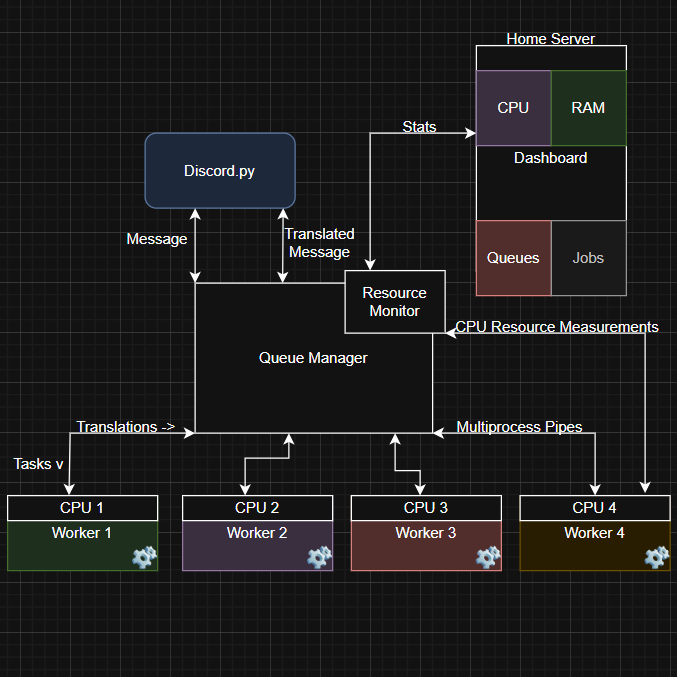 Home Server
CPU
RAM
Stats
Dashboard
Discord.py
Message
Translated
Message
Queues
Jobs
Resource
Monitor
CPU Resource Measurements
Queue Manager
Translations ->
Multiprocess Pipes
Tasks v
CPU 1
CPU 2
CPU 3
CPU 4
Worker 1
Worker 2
Worker 3
Worker 4